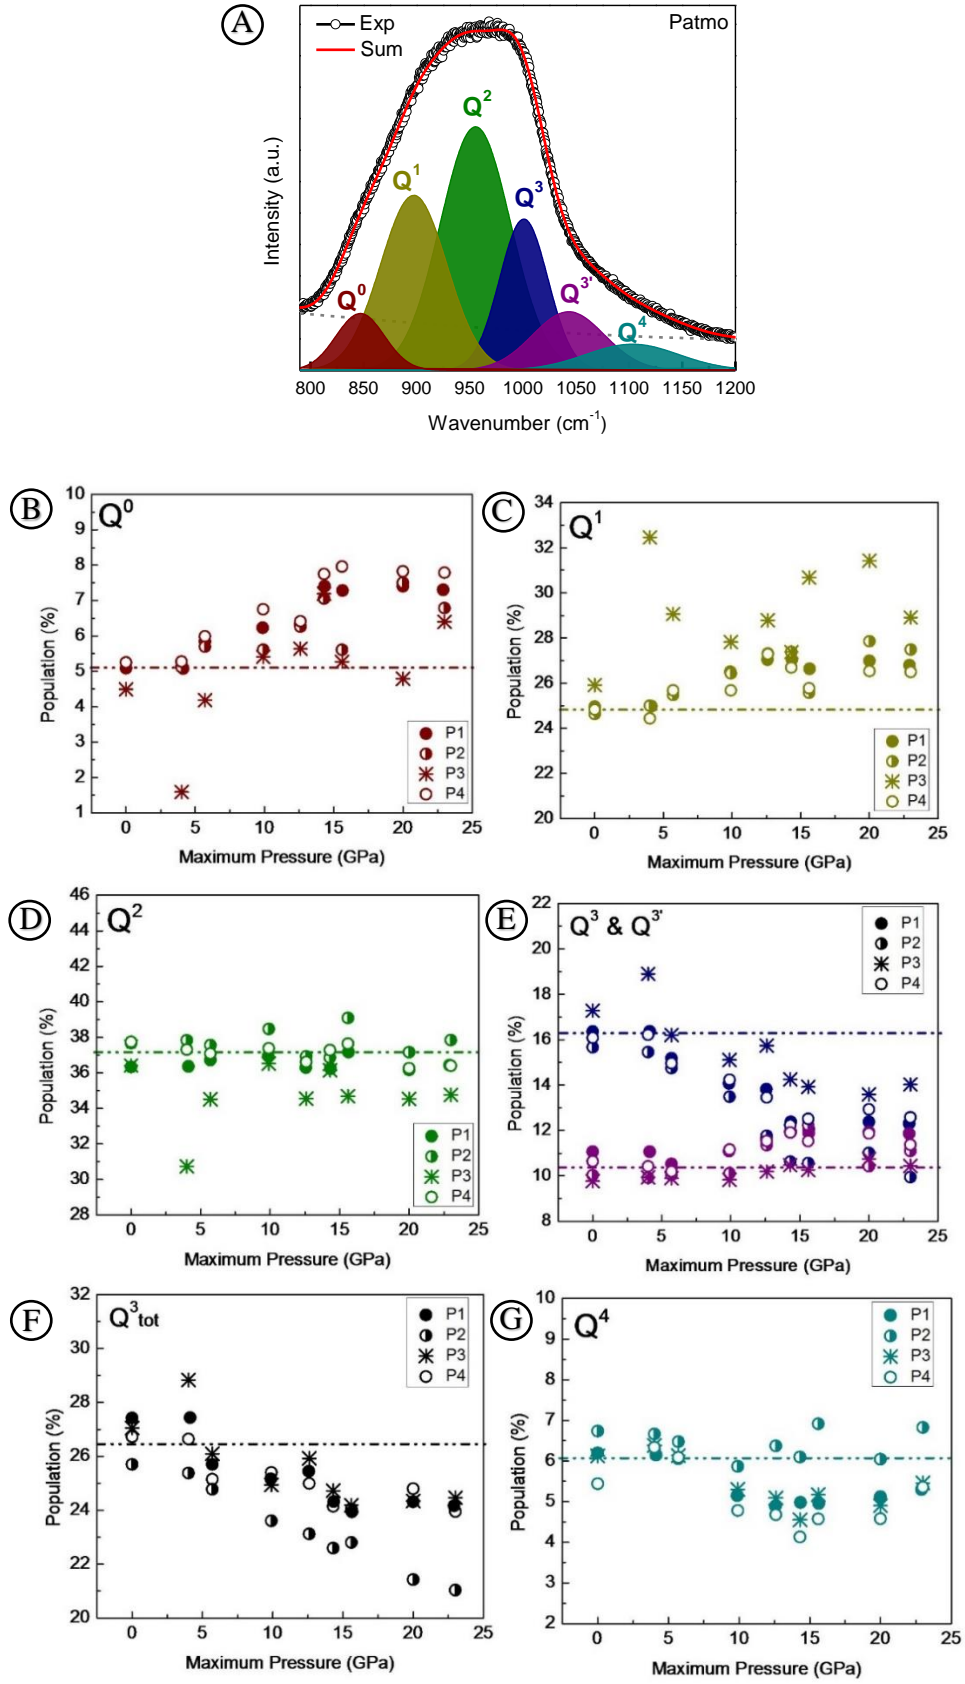 A
Exp
Sum
Patmo
Q2
Q1
Q3
Q3'
Q0
Q4
Intensity (a.u.)
800 850 900 950 1000 1050 1100 1150 1200
Wavenumber (cm-1)
B
Q0
10
9
8
7
6
5
4
3
2
1
Population (%)
P1
P2
P3
P4
0 5 10 15 20 25
Maximum Pressure (GPa)
C
Q1
34
32
30
28
26
24
22
20
Population (%)
P1
P2
P3
P4
0 5 10 15 20 25
Maximum Pressure (GPa)
D
Q2
46
44
42
40
38
36
34
32
30
28
Population (%)
P1
P2
P3
P4
0 5 10 15 20 25
Maximum Pressure (GPa)
E
Q3 & Q3'
22
20
18
16
14
12
10
8
Population (%)
P1
P2
P3
P4
0 5 10 15 20 25
Maximum Pressure (GPa)
F
Q3tot
32
30
28
26
24
22
20
Population (%)
P1
P2
P3
P4
0 5 10 15 20 25
Maximum Pressure (GPa)
G
Q4
10
9
8
7
6
5
4
3
2
Population (%)
P1
P2
P3
P4
0 5 10 15 20 25
Maximum Pressure (GPa)